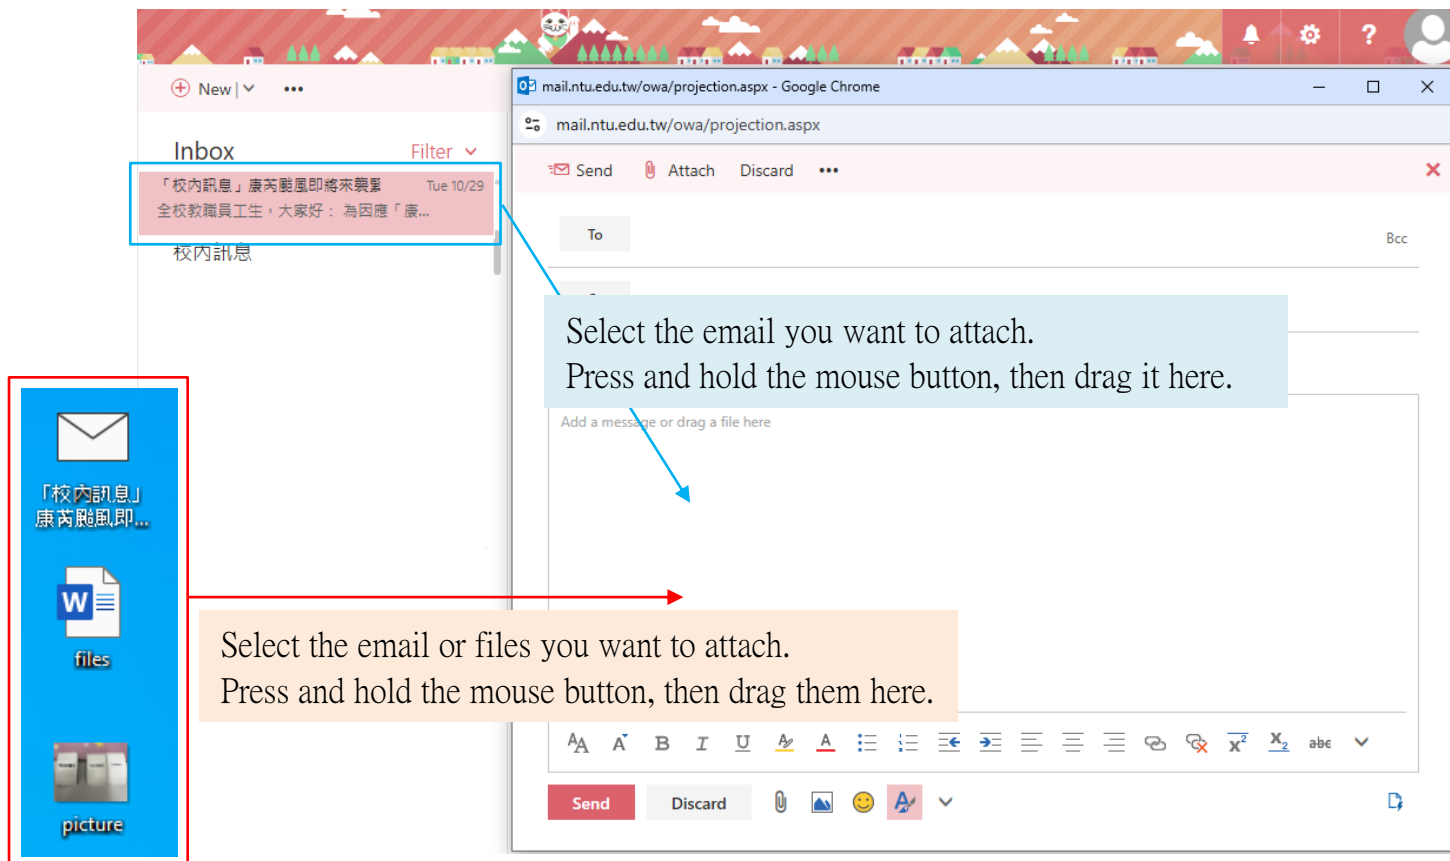 New
mail.ntu.edu.tw/owa/projection.aspx - Google Chrome
mail.ntu.edu.tw/owa/projection.aspx
Inbox
Filter
「校內訊息」康芮颱風即將來襲，
Tue 10/29
全校教職員工生，大家好： 為因應「康...
校內訊息
Send
Attach
Discard
To
Bcc
Select the email you want to attach.
Press and hold the mouse button, then drag it here.
Add a message or drag a file here
「校內訊息」
康芮颱風即...
W
files
picture
Select the email or files you want to attach.
Press and hold the mouse button, then drag them here.
Send
Discard